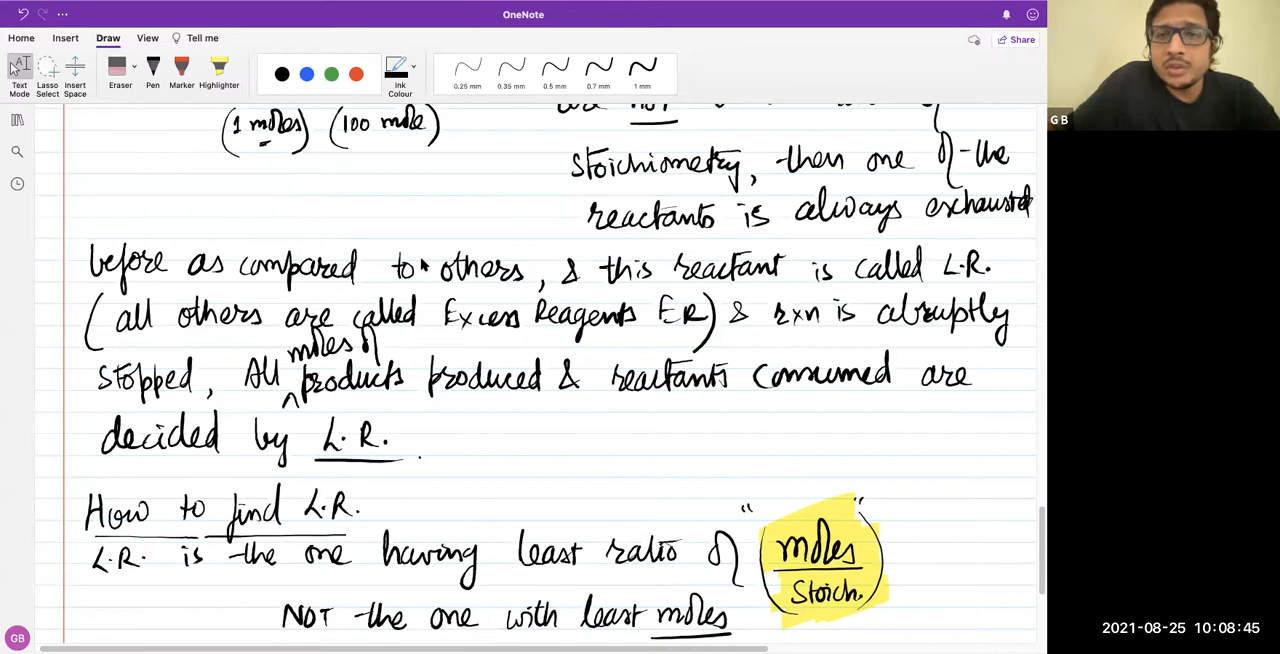 OneNote
Home Insert Draw View Tell me
Share
Text Mode
Lasso Select
Insert Space
Eraser
Pen
Marker
Highlighter
Ink Colour
0.25 mm 0.35 mm 0.5 mm 0.7 mm 1 mm
GB
are not
(1 moles) (100 mole)
stoichiometry, then one of the
reactants is always exhausted
before as compared to others, & this reactant is called L.R.
(all others are called Excess Reagents ER) & rxn is abruptly
moles of
stopped, All ^ products produced & reactants consumed are
decided by L.R.
How to find L.R.
L.R. is the one having least ratio of "(moles/Stoich.)"
NOT the one with least moles
GB
2021-08-25 10:08:45